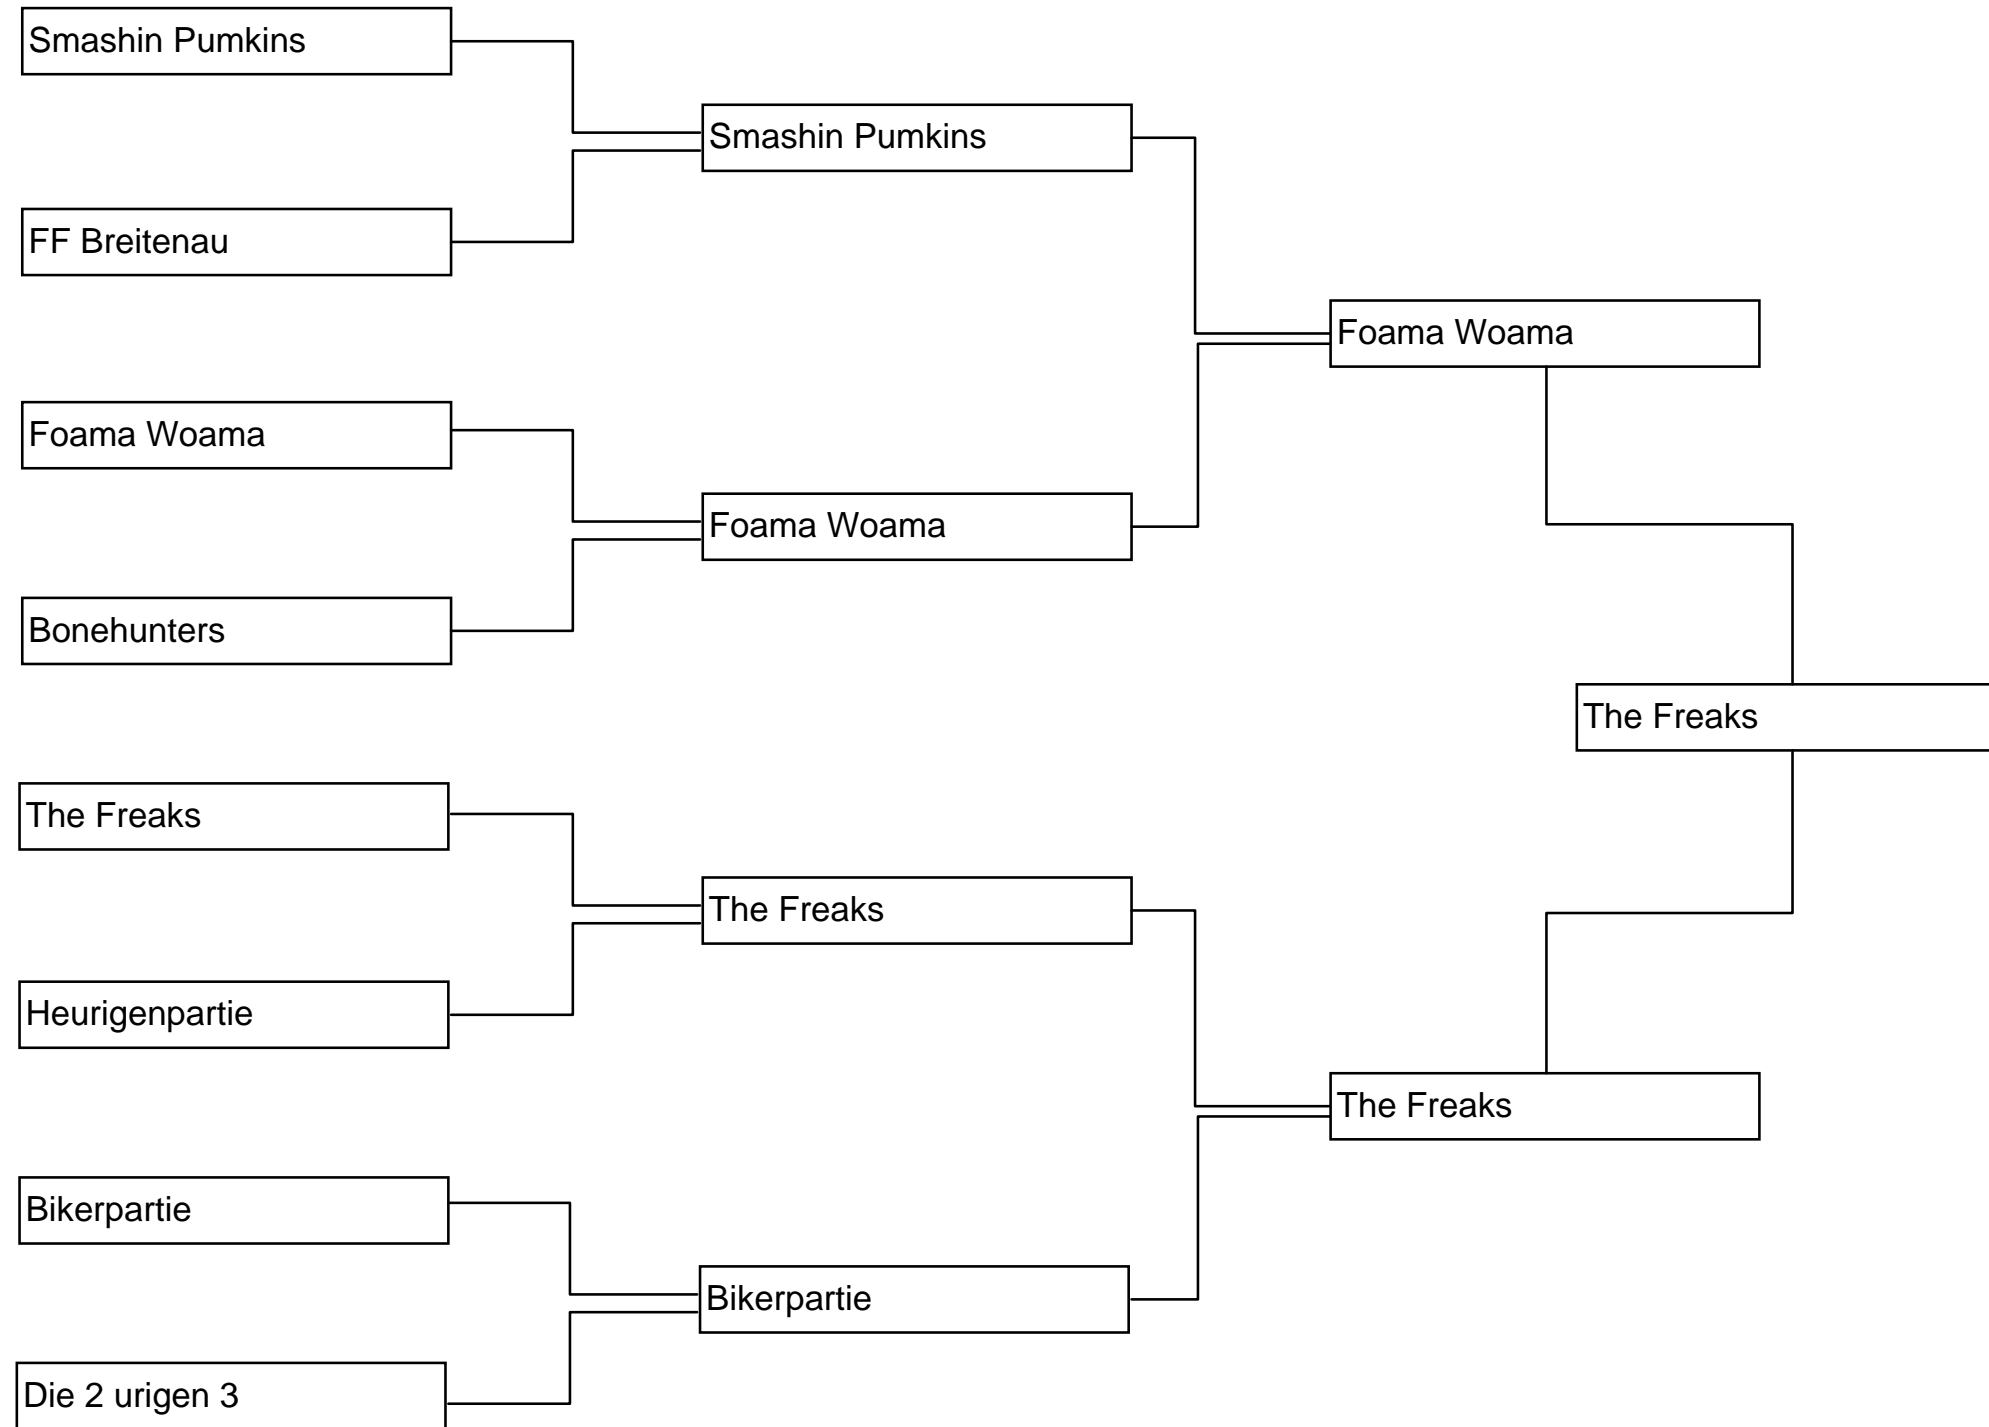 Smashin Pumkins
Smashin Pumkins
FF Breitenau
Foama Woama
Foama Woama
Foama Woama
Bonehunters
The Freaks
The Freaks
The Freaks
Heurigenpartie
The Freaks
Bikerpartie
Bikerpartie
Die 2 urigen 3